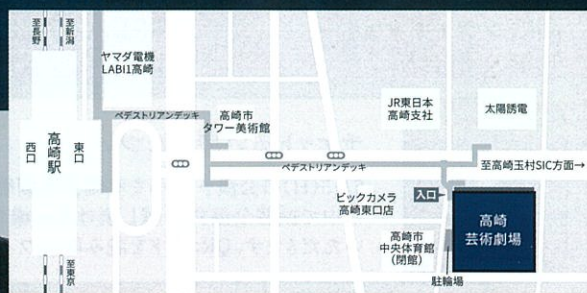 至長野
至新潟
ヤマダ電機
LABI1高崎
ペデストリアンデッキ
高崎市
タワー美術館
JR東日本
高崎支社
太陽誘電
西口
高崎駅
東口
ペデストリアンデッキ
至高崎玉村SIC方面→
ビックカメラ
高崎東口店
入口
高崎
芸術劇場
高崎市
中央体育館
(閉館)
駐輪場
至東京